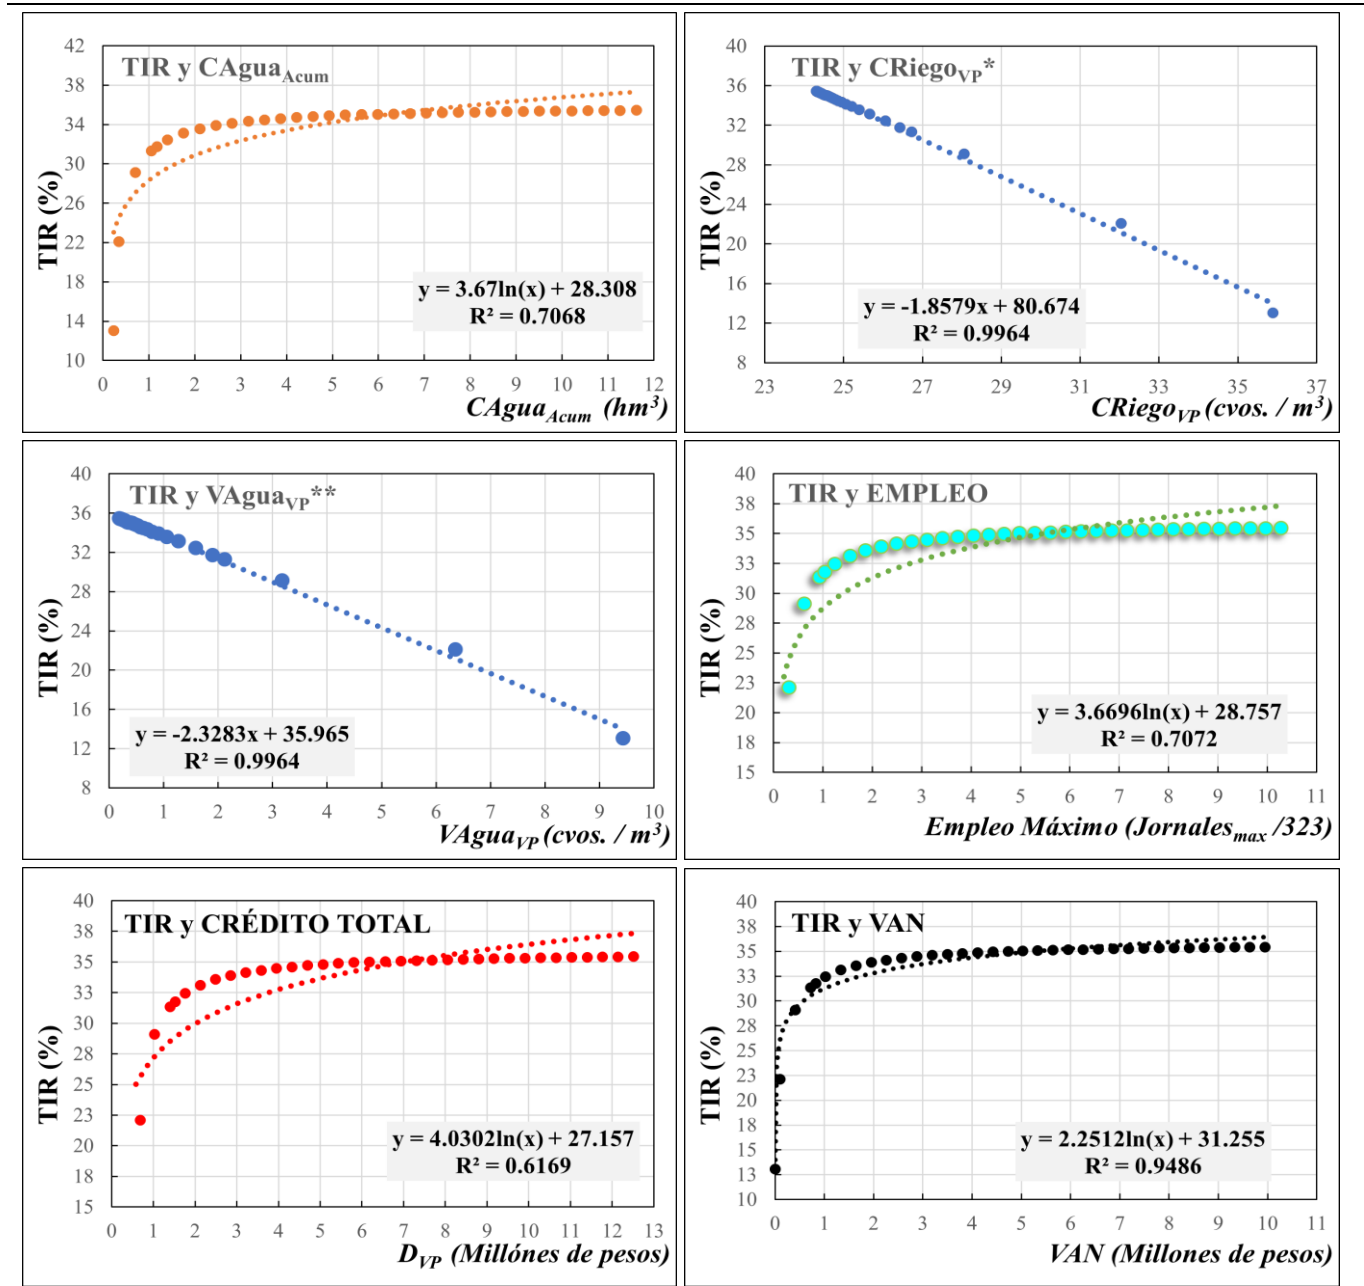 TIR y CAgua_Acum
TIR (%)
42
38
34
30
26
22
18
14
10
y = 3.67ln(x) + 28.308
R² = 0.7068
0 1 2 3 4 5 6 7 8 9 10 11 12
CAgua_Acum (hm³)
TIR y CRiego_VP*
TIR (%)
40
36
32
28
24
20
16
12
8
y = -1.8579x + 80.674
R² = 0.9964
23 25 27 29 31 33 35 37
CRiego_VP (cvos. / m³)
TIR y VAgua_VP**
TIR (%)
40
36
32
28
24
20
16
12
8
y = -2.3283x + 35.965
R² = 0.9964
0 1 2 3 4 5 6 7 8 9 10
VAgua_VP (cvos. / m³)
TIR y EMPLEO
TIR (%)
40
38
35
33
30
28
25
23
20
18
15
y = 3.6696ln(x) + 28.757
R² = 0.7072
0 1 2 3 4 5 6 7 8 9 10 11
Empleo Máximo (Jornales_max /323)
TIR y CRÉDITO TOTAL
TIR (%)
40
38
35
33
30
28
25
23
20
18
15
y = 4.0302ln(x) + 27.157
R² = 0.6169
0 1 2 3 4 5 6 7 8 9 10 11 12 13
D_VP (Millónes de pesos)
TIR y VAN
TIR (%)
40
38
35
33
30
28
25
23
20
18
15
13
10
y = 2.2512ln(x) + 31.255
R² = 0.9486
0 1 2 3 4 5 6 7 8 9 10 11
VAN (Millones de pesos)